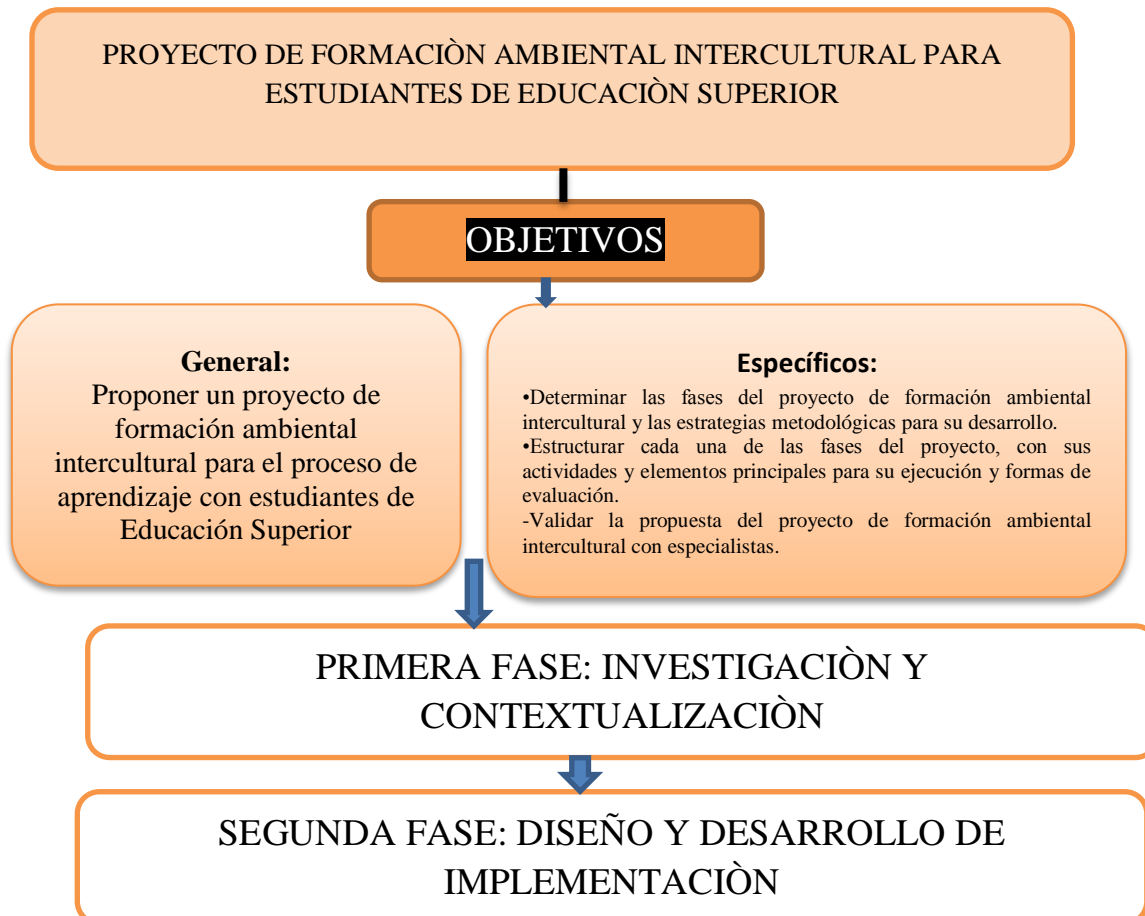 PROYECTO DE FORMACIÒN AMBIENTAL INTERCULTURAL PARA
ESTUDIANTES DE EDUCACIÒN SUPERIOR
OBJETIVOS
General:
Proponer un proyecto de
formación ambiental
intercultural para el proceso de
aprendizaje con estudiantes de
Educación Superior
Específicos:
•Determinar las fases del proyecto de formación ambiental
intercultural y las estrategias metodológicas para su desarrollo.
•Estructurar cada una de las fases del proyecto, con sus
actividades y elementos principales para su ejecución y formas de
evaluación.
-Validar la propuesta del proyecto de formación ambiental
intercultural con especialistas.
PRIMERA FASE: INVESTIGACIÒN Y
CONTEXTUALIZACIÒN
SEGUNDA FASE: DISEÑO Y DESARROLLO DE
IMPLEMENTACIÒN